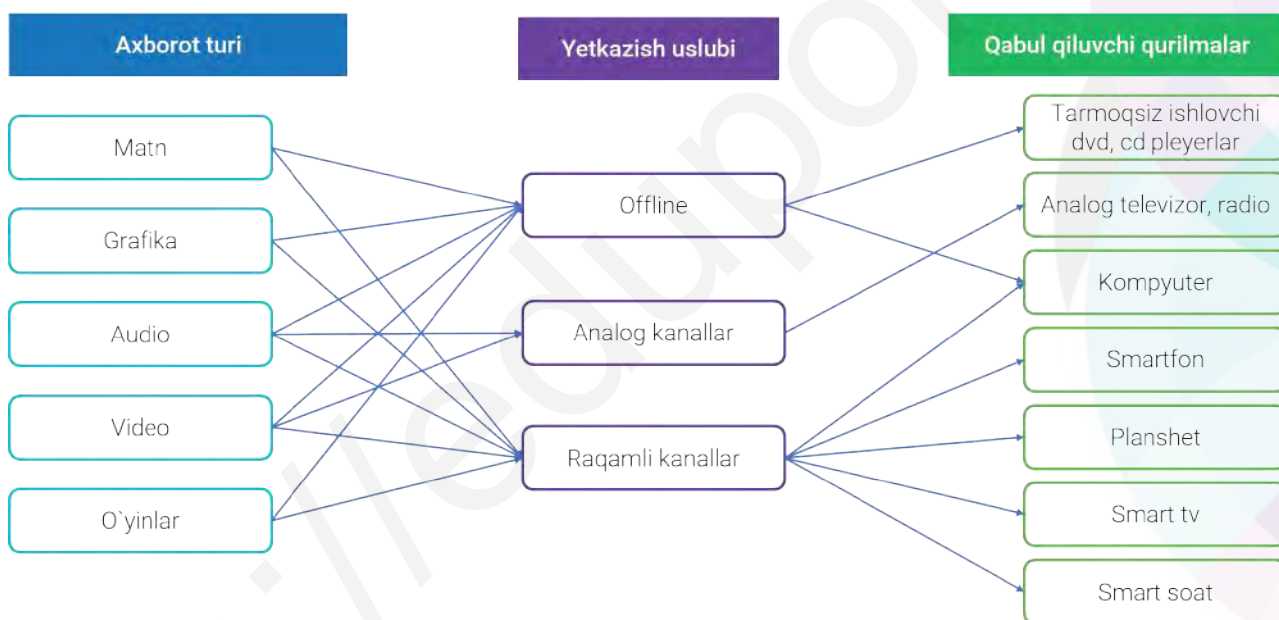 Axborot turi
Yetkazish uslubi
Qabul qiluvchi qurilmalar
Matn
Grafika
Audio
Video
O`yinlar
Offline
Analog kanallar
Raqamli kanallar
Tarmoqsiz ishlovchi
dvd, cd pleyerlar
Analog televizor, radio
Kompyuter
Smartfon
Planshet
Smart tv
Smart soat
://edupo